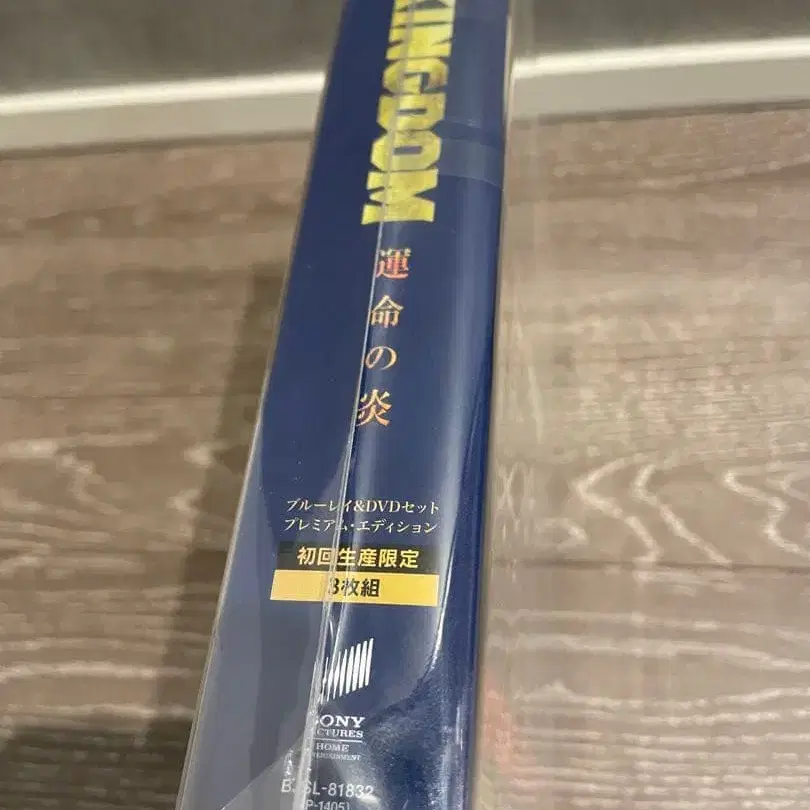 KINGDOM
運命の炎
ブルーレイ&DVDセット
プレミアム・エディション
初回生産限定
3枚組
SONY
PICTURES
HOME
ENTERTAINMENT
81832
P-1405)